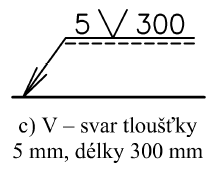 5 V 300
c) V – svar tloušťky
5 mm, délky 300 mm